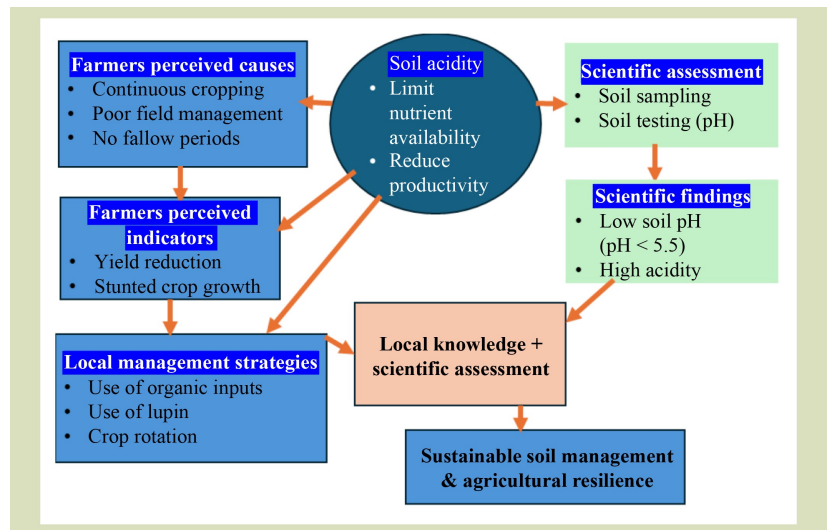 Farmers perceived causes
• Continuous cropping
• Poor field management
• No fallow periods
Soil acidity
• Limit
nutrient
availability
• Reduce
productivity
Scientific assessment
• Soil sampling
• Soil testing (pH)
Farmers perceived
indicators
• Yield reduction
• Stunted crop growth
Scientific findings
• Low soil pH
(pH < 5.5)
• High acidity
Local management strategies
• Use of organic inputs
• Use of lupin
• Crop rotation
Local knowledge +
scientific assessment
Sustainable soil management
& agricultural resilience